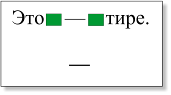 Это — тире.
—